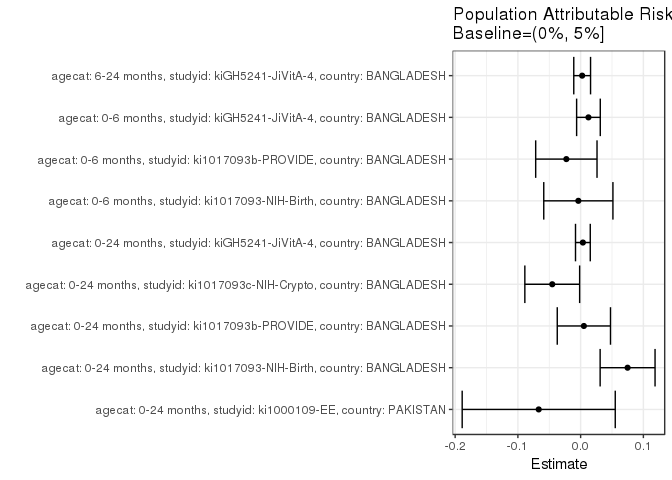 Population Attributable Risk
Baseline=(0%, 5%]
agecat: 6-24 months, studyid: kiGH5241-JiVitA-4, country: BANGLADESH
agecat: 0-6 months, studyid: kiGH5241-JiVitA-4, country: BANGLADESH
agecat: 0-6 months, studyid: ki1017093b-PROVIDE, country: BANGLADESH
agecat: 0-6 months, studyid: ki1017093-NIH-Birth, country: BANGLADESH
agecat: 0-24 months, studyid: kiGH5241-JiVitA-4, country: BANGLADESH
agecat: 0-24 months, studyid: ki1017093c-NIH-Crypto, country: BANGLADESH
agecat: 0-24 months, studyid: ki1017093b-PROVIDE, country: BANGLADESH
agecat: 0-24 months, studyid: ki1017093-NIH-Birth, country: BANGLADESH
agecat: 0-24 months, studyid: ki1000109-EE, country: PAKISTAN
-0.2 -0.1 0.0 0.1
Estimate